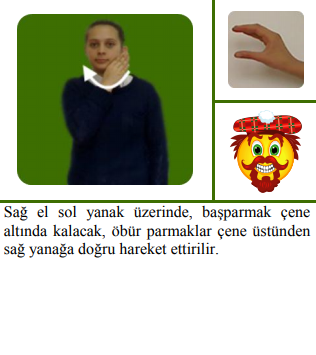 Sağ el sol yanak üzerinde, başparmak çene
altında kalacak, öbür parmaklar çene üstünden
sağ yanağa doğru hareket ettirilir.